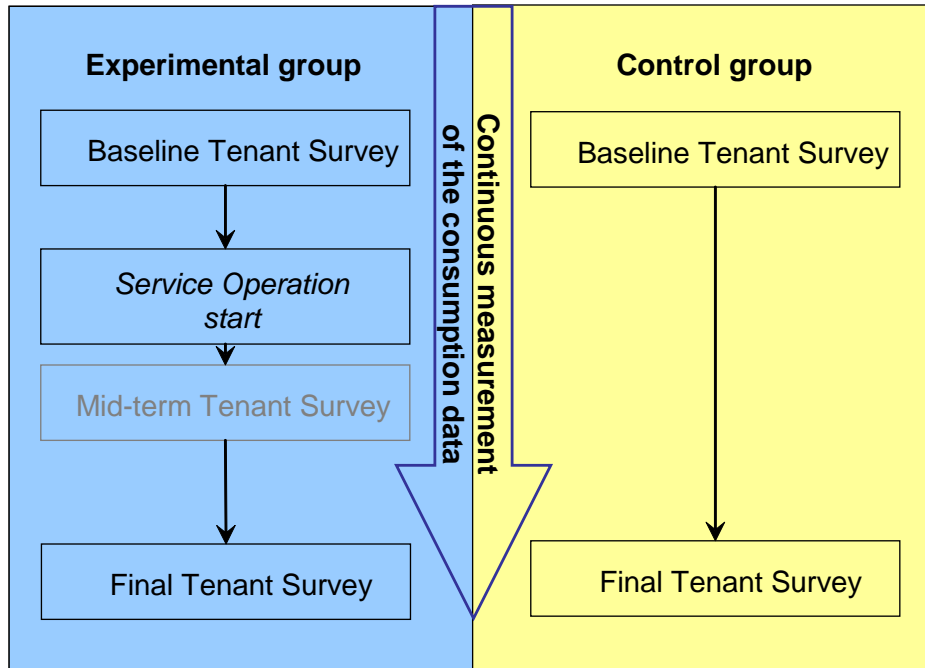 Experimental group
Baseline Tenant Survey
Service Operation
start
Mid-term Tenant Survey
Final Tenant Survey
Continuous measurement
of the consumption data
Control group
Baseline Tenant Survey
Final Tenant Survey